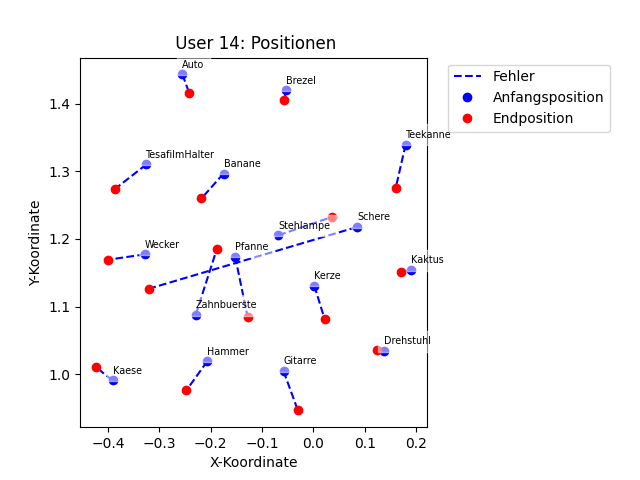 User 14: Positionen
Fehler
Anfangsposition
Endposition
Auto
Brezel
Teekanne
TesafilmHalter
Banane
Stehlampe
Schere
Wecker
Pfanne
Kaktus
Kerze
Zahnbuerste
Drehstuhl
Hammer
Gitarre
Kaese
Y-Koordinate
1.4
1.3
1.2
1.1
1.0
−0.4 −0.3 −0.2 −0.1 0.0 0.1 0.2
X-Koordinate